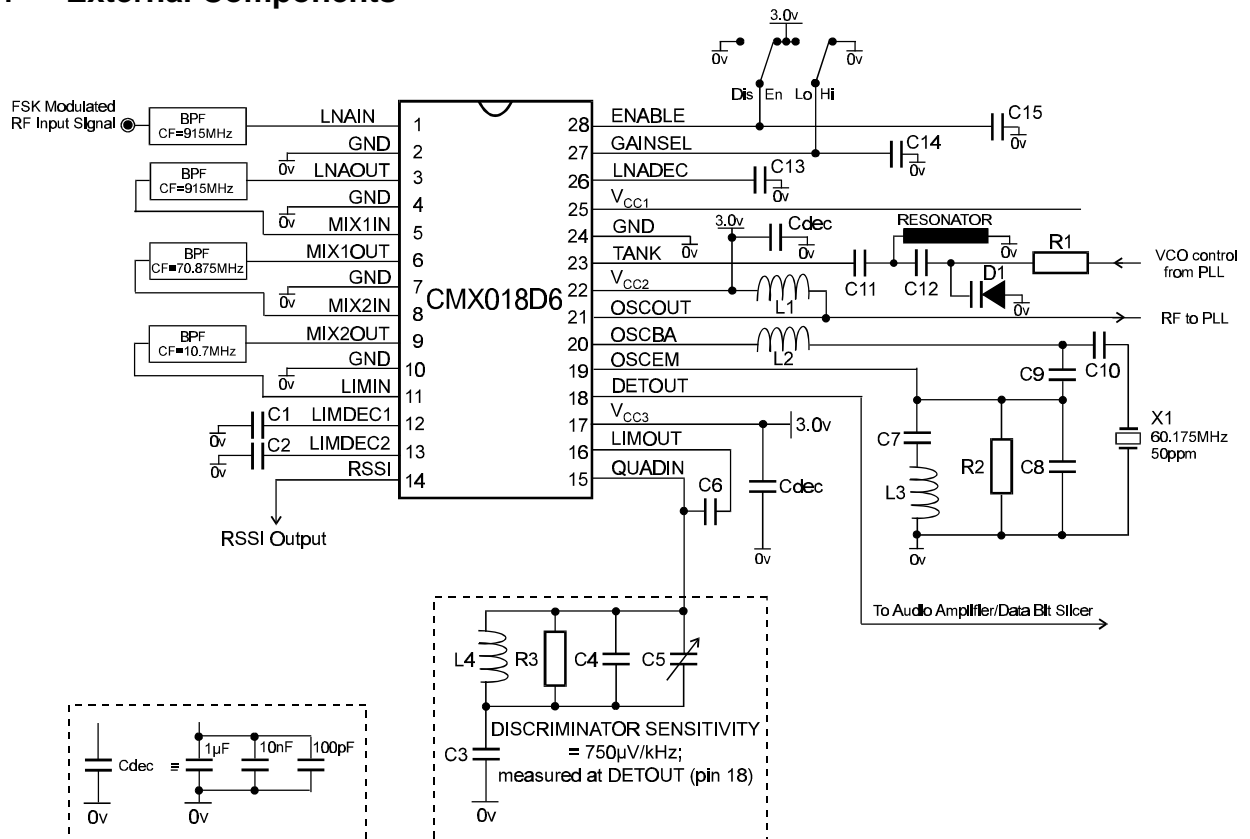 External Components
3.0v
0v
0v
Dis
En
Lo
Hi
FSK Modulated
RF Input Signal
BPF
CF=915MHz
LNAIN
1
GND
2
0v
BPF
CF=915MHz
LNAOUT
3
GND
4
0v
MIX1IN
5
BPF
CF=70.875MHz
MIX1OUT
6
GND
7
0v
MIX2IN
8
BPF
CF=10.7MHz
MIX2OUT
9
GND
10
0v
LIMIN
11
C1
LIMDEC1
12
0v
C2
LIMDEC2
13
0v
RSSI
14
RSSI Output
CMX018D6
28
ENABLE
C15
0v
27
GAINSEL
C14
0v
26
LNADEC
C13
0v
25
VCC1
24
GND
0v
3.0v
Cdec
0v
RESONATOR
0v
23
TANK
C11
C12
D1
0v
R1
VCO control
from PLL
22
VCC2
L1
21
OSCOUT
RF to PLL
20
OSCBA
L2
C9
C10
19
OSCEM
18
DETOUT
17
VCC3
3.0v
16
LIMOUT
15
QUADIN
C6
Cdec
0v
C7
L3
R2
C8
0v
X1
60.175MHz
50ppm
To Audio Amplifier/Data Bit Slicer
L4
R3
C4
C5
C3
0v
DISCRIMINATOR SENSITIVITY
= 750µV/kHz;
measured at DETOUT (pin 18)
Cdec
≡
1µF
10nF
100pF
0v
0v